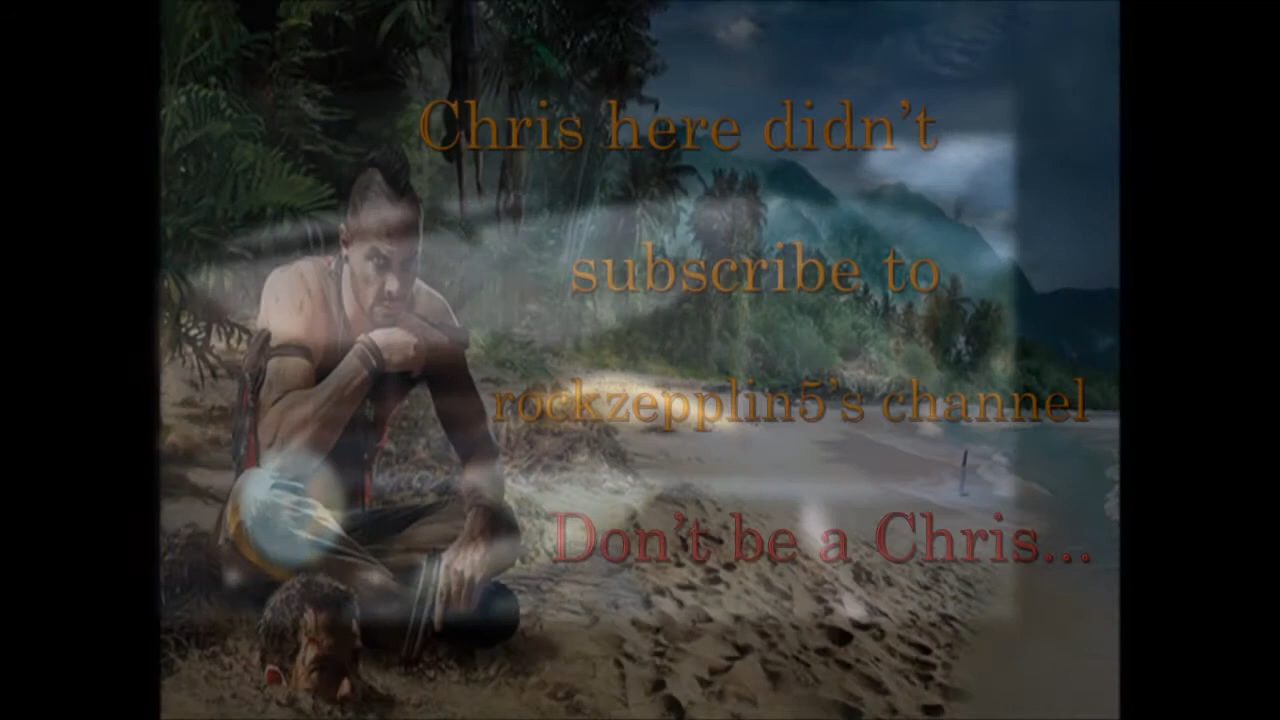 Chris here didn't
subscribe to
rockzepplin5's channel
Don't be a Chris...